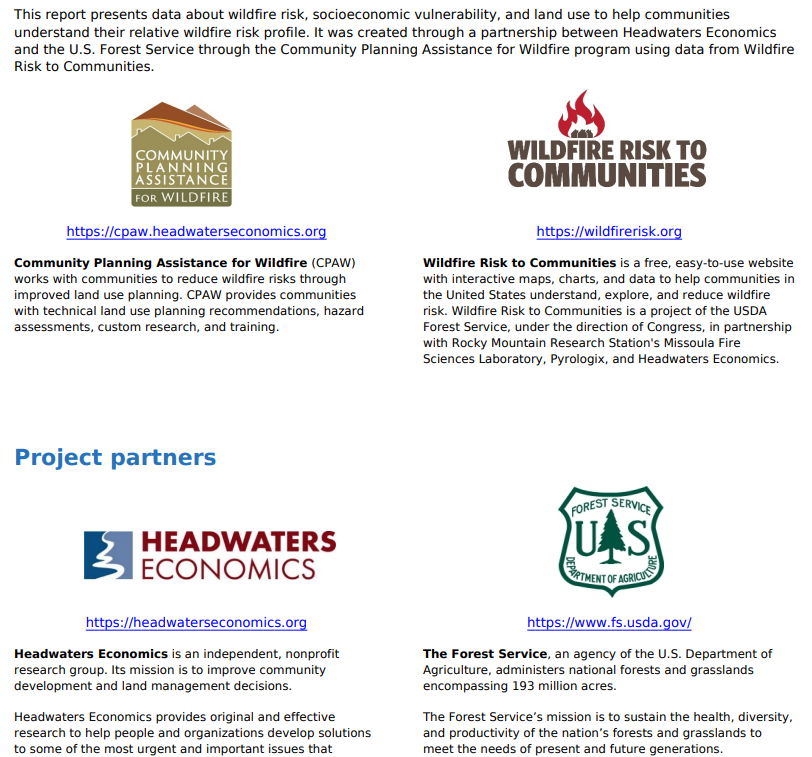 This report presents data about wildfire risk, socioeconomic vulnerability, and land use to help communities
understand their relative wildfire risk profile. It was created through a partnership between Headwaters Economics
and the U.S. Forest Service through the Community Planning Assistance for Wildfire program using data from Wildfire
Risk to Communities.
COMMUNITY
PLANNING
ASSISTANCE
FOR WILDFIRE
https://cpaw.headwaterseconomics.org
Community Planning Assistance for Wildfire (CPAW)
works with communities to reduce wildfire risks through
improved land use planning. CPAW provides communities
with technical land use planning recommendations, hazard
assessments, custom research, and training.
WILDFIRE RISK TO
COMMUNITIES
https://wildfirerisk.org
Wildfire Risk to Communities is a free, easy-to-use website
with interactive maps, charts, and data to help communities in
the United States understand, explore, and reduce wildfire
risk. Wildfire Risk to Communities is a project of the USDA
Forest Service, under the direction of Congress, in partnership
with Rocky Mountain Research Station's Missoula Fire
Sciences Laboratory, Pyrologix, and Headwaters Economics.
Project partners
HEADWATERS
ECONOMICS
https://headwaterseconomics.org
Headwaters Economics is an independent, nonprofit
research group. Its mission is to improve community
development and land management decisions.
Headwaters Economics provides original and effective
research to help people and organizations develop solutions
to some of the most urgent and important issues that
FOREST SERVICE
U S
DEPARTMENT OF AGRICULTURE
https://www.fs.usda.gov/
The Forest Service, an agency of the U.S. Department of
Agriculture, administers national forests and grasslands
encompassing 193 million acres.
The Forest Service’s mission is to sustain the health, diversity,
and productivity of the nation’s forests and grasslands to
meet the needs of present and future generations.